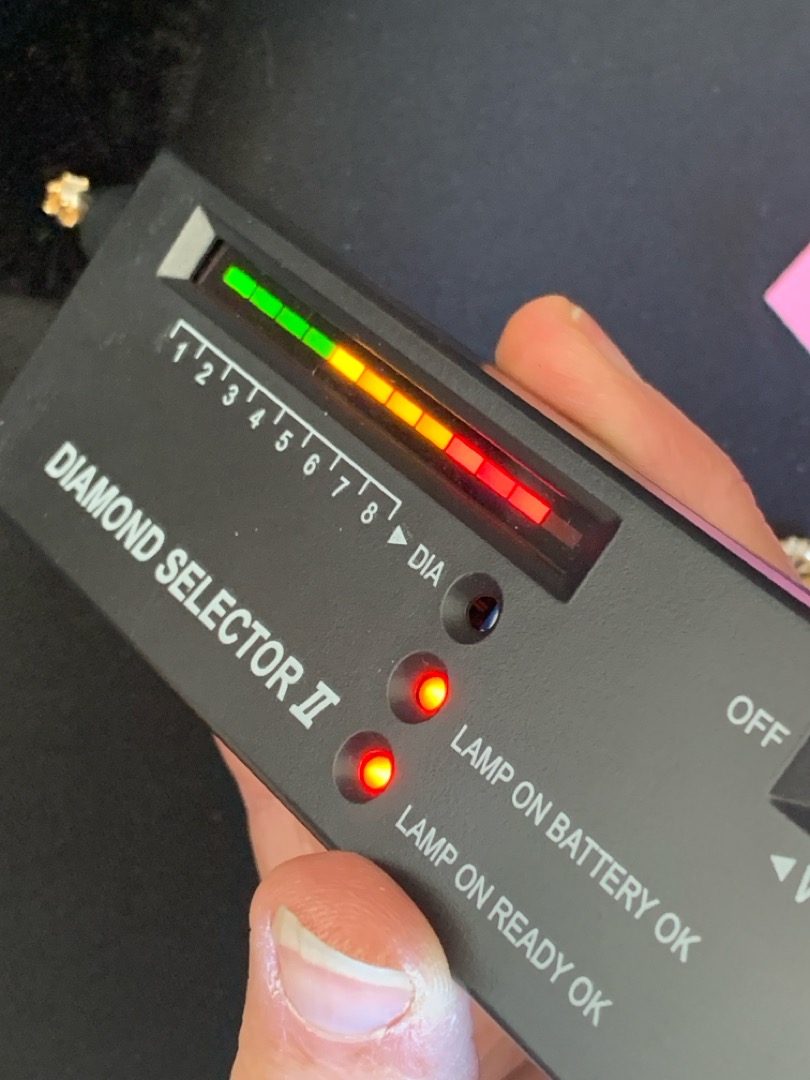 1 2 3 4 5 6 7 8 ▶ DIA
DIAMOND SELECTOR II
LAMP ON BATTERY OK
LAMP ON READY OK
OFF